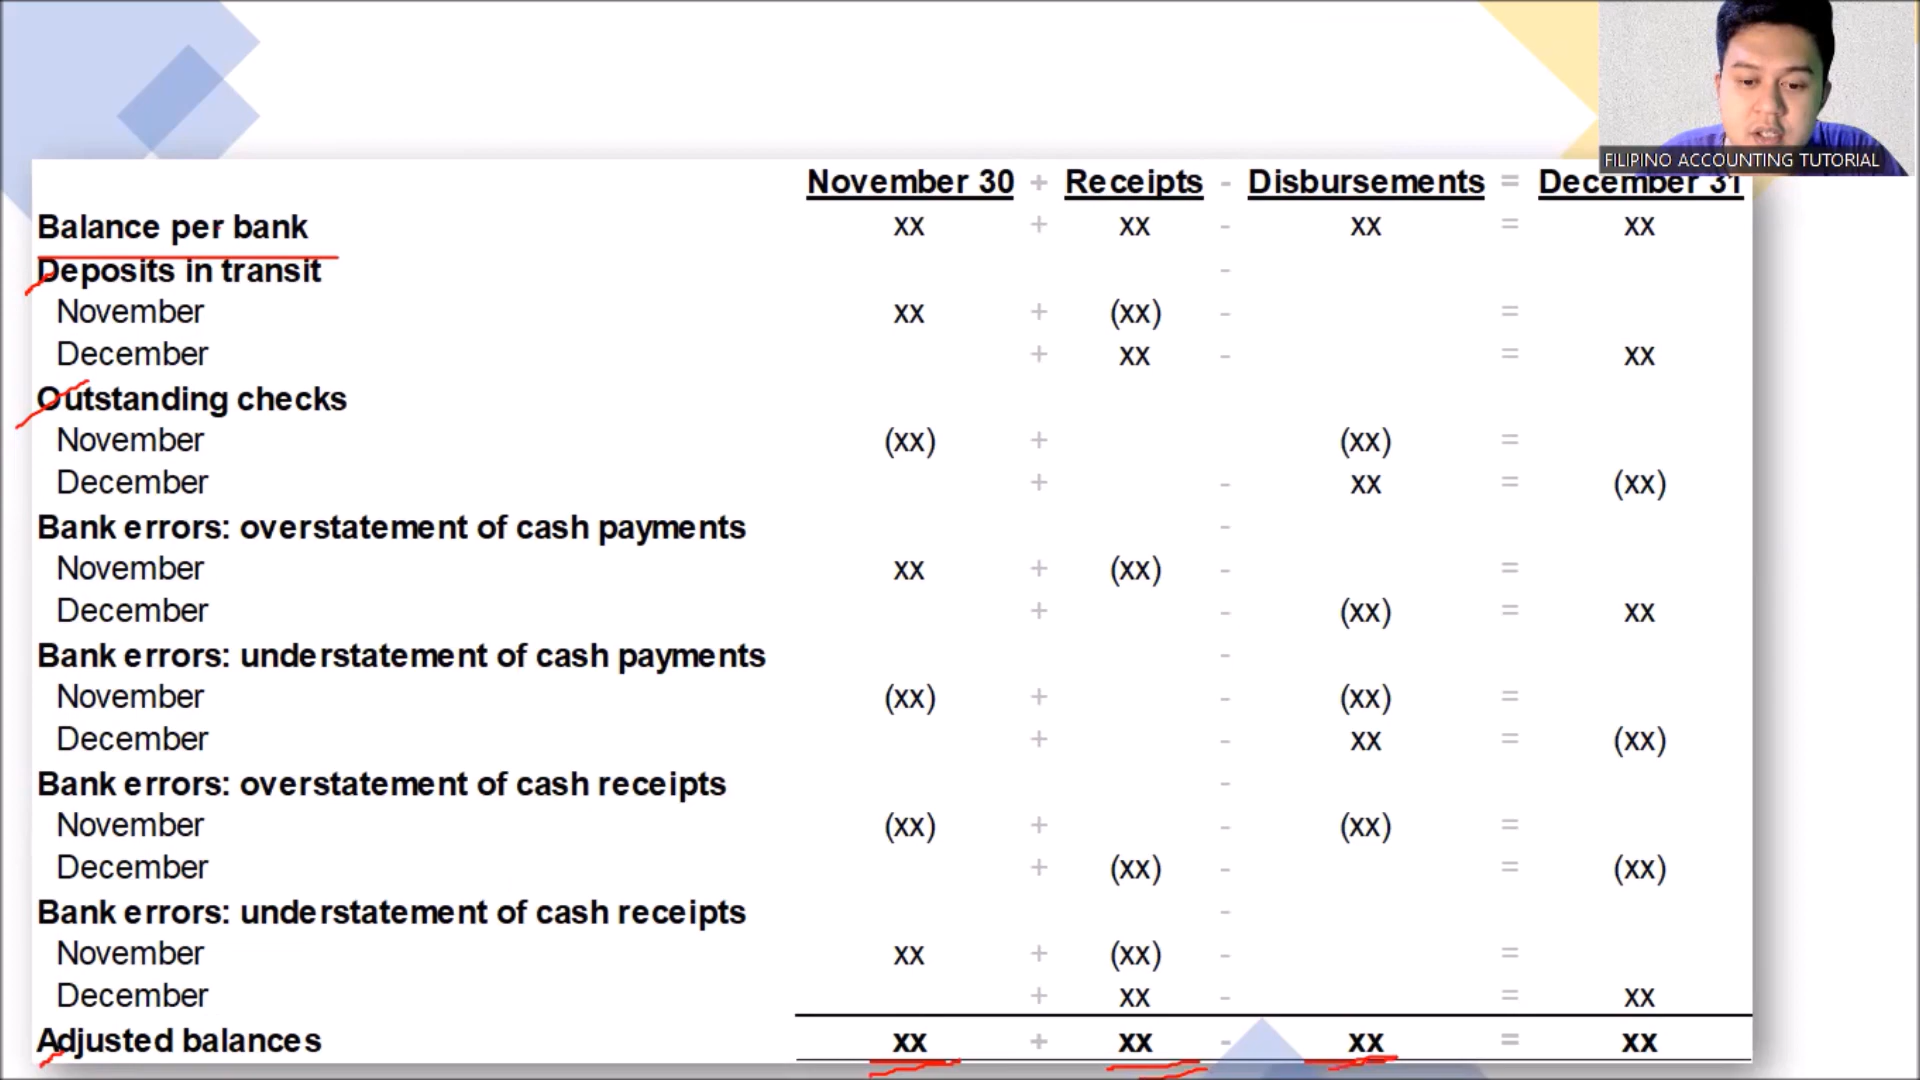 FILIPINO ACCOUNTING TUTORIAL
November 30 + Receipts - Disbursements = December 31
Balance per bank xx + xx - xx = xx
Deposits in transit -
November xx + (xx) - =
December + xx - = xx
Outstanding checks
November (xx) + (xx) =
December + - xx = (xx)
Bank errors: overstatement of cash payments -
November xx + (xx) - =
December + - (xx) = xx
Bank errors: understatement of cash payments -
November (xx) + - (xx) =
December + - xx = (xx)
Bank errors: overstatement of cash receipts -
November (xx) + - (xx) =
December + (xx) - = (xx)
Bank errors: understatement of cash receipts -
November xx + (xx) - =
December + xx - = xx
Adjusted balances xx + xx - xx = xx